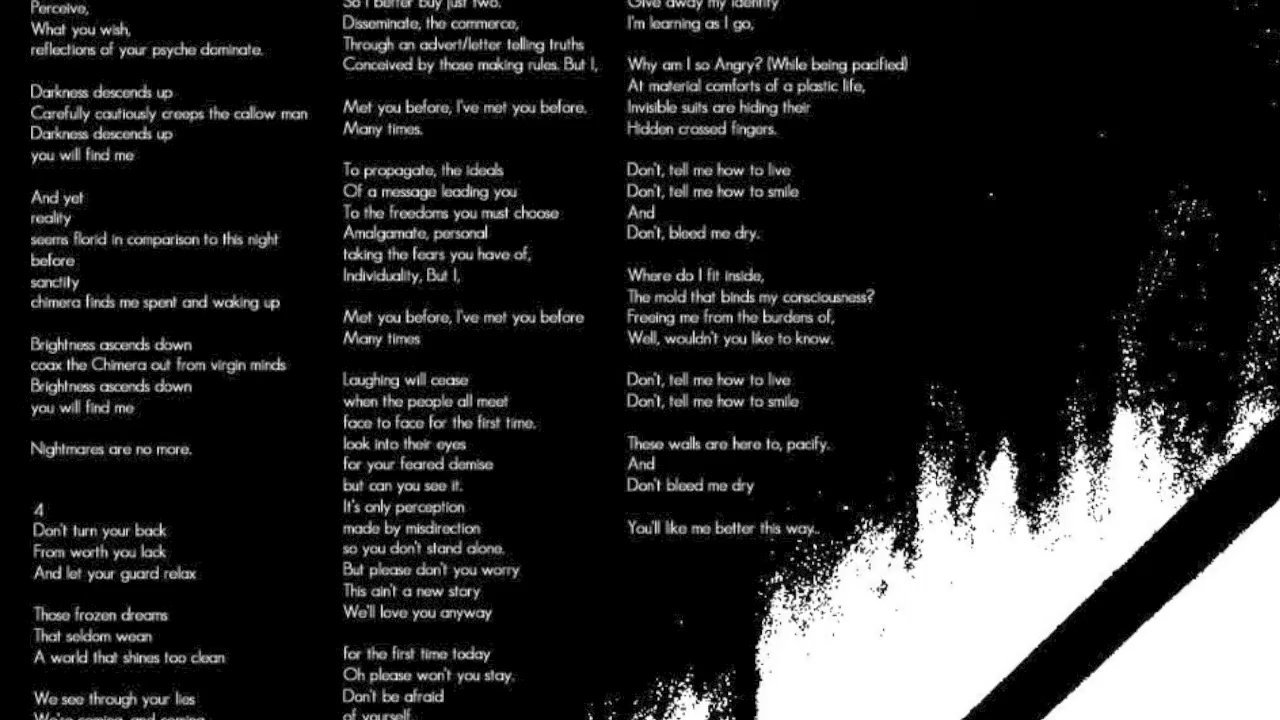 Perceive,
What you wish,
reflections of your psyche dominate.
Darkness descends up
Carefully cautiously creeps the callow man
Darkness descends up
you will find me
And yet
reality
seems florid in comparison to this night
before
sanctity
chimera finds me spent and waking up
Brightness ascends down
coax the Chimera out from virgin minds
Brightness ascends down
you will find me
Nightmares are no more.
4
Don't turn your back
From worth you lack
And let your guard relax
Those frozen dreams
That seldom wean
A world that shines too clean
We see through your lies
We're coming, and coming
So I better buy just two.
Disseminate, the commerce,
Through an advert/letter telling truths
Conceived by those making rules. But I,
Met you before, I've met you before.
Many times.
To propagate, the ideals
Of a message leading you
To the freedoms you must choose
Amalgamate, personal
taking the fears you have of,
Individuality, But I,
Met you before, I've met you before
Many times
Laughing will cease
when the people all meet
face to face for the first time.
look into their eyes
for your feared demise
but can you see it.
It's only perception
made by misdirection
so you don't stand alone.
But please don't you worry
This ain't a new story
We'll love you anyway
for the first time today
Oh please won't you stay.
Don't be afraid
of yourself
Give away my identity
I'm learning as I go,
Why am I so Angry? (While being pacified)
At material comforts of a plastic life,
Invisible suits are hiding their
Hidden crossed fingers.
Don't, tell me how to live
Don't, tell me how to smile
And
Don't, bleed me dry.
Where do I fit inside,
The mold that binds my consciousness?
Freeing me from the burdens of,
Well, wouldn't you like to know.
Don't, tell me how to live
Don't, tell me how to smile
These walls are here to, pacify.
And
Don't bleed me dry
You'll like me better this way..